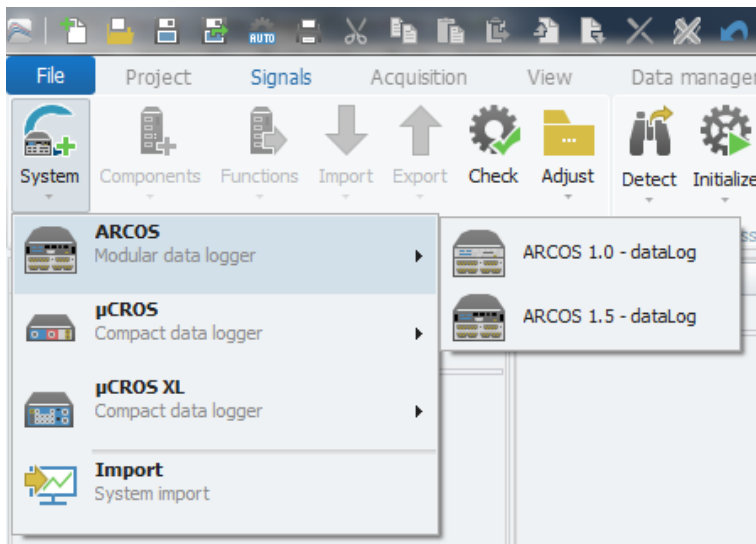 AUTO
File Project Signals Acquisition View Data manager
System Components Functions Import Export Check Adjust Detect Initialize
ARCOS
Modular data logger
ARCOS 1.0 - dataLog
µCROS
Compact data logger
ARCOS 1.5 - dataLog
µCROS XL
Compact data logger
Import
System import